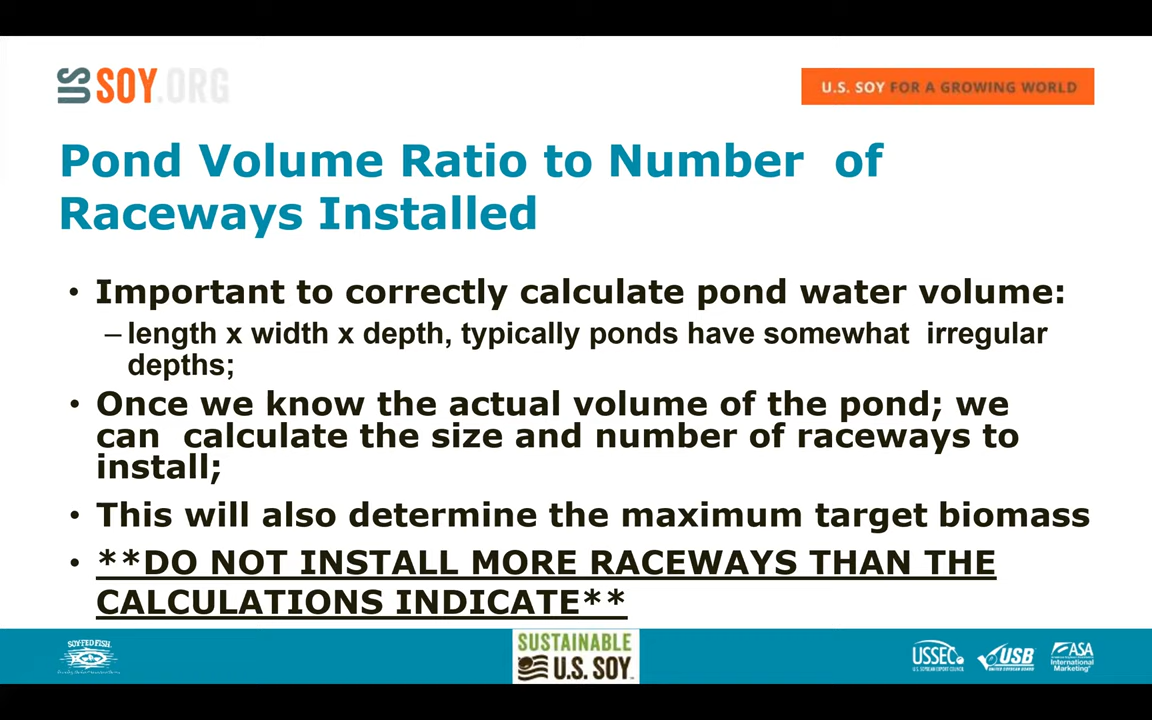 US SOY.ORG
U.S. SOY FOR A GROWING WORLD
Pond Volume Ratio to Number of
Raceways Installed
• Important to correctly calculate pond water volume:
– length x width x depth, typically ponds have somewhat irregular
depths;
• Once we know the actual volume of the pond; we
can calculate the size and number of raceways to
install;
• This will also determine the maximum target biomass
• **DO NOT INSTALL MORE RACEWAYS THAN THE
CALCULATIONS INDICATE**
SOY-FED FISH
SUSTAINABLE
U.S. SOY
USSEC
U.S. SOYBEAN EXPORT COUNCIL
USB
UNITED SOYBEAN BOARD
ASA
International
Marketing